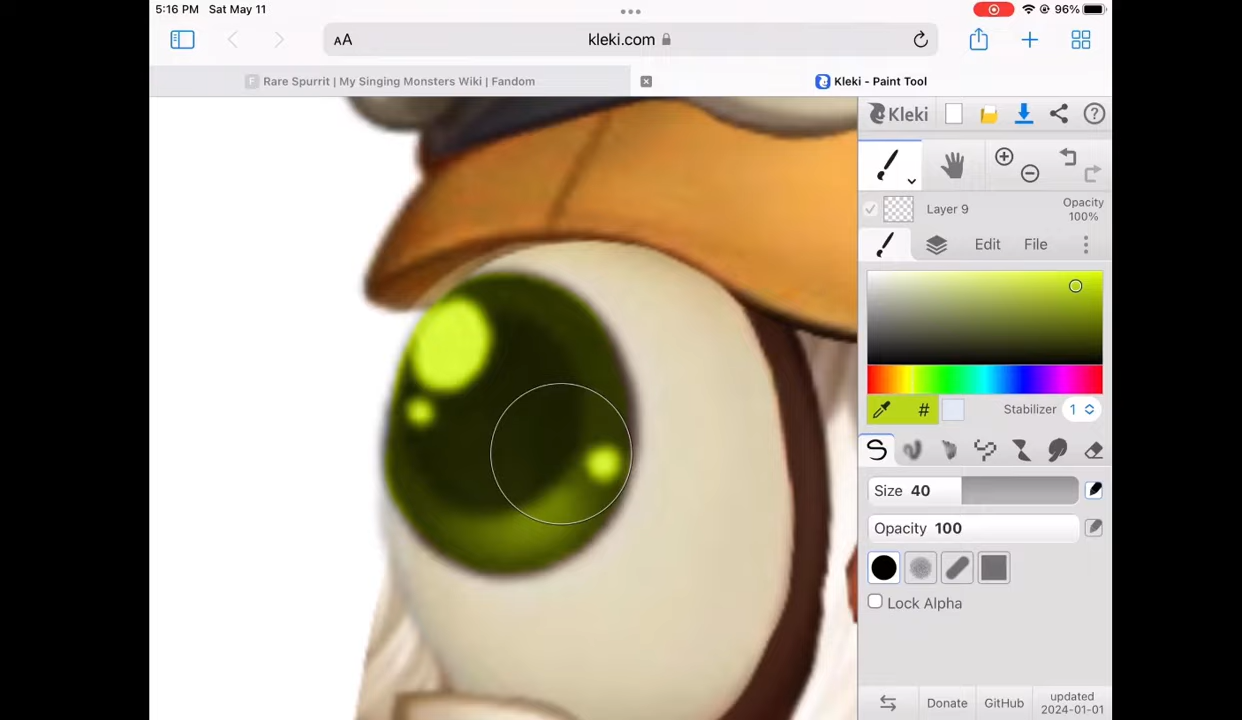 5:16 PM Sat May 11
96%
AA
kleki.com
Rare Spurrit | My Singing Monsters Wiki | Fandom
Kleki - Paint Tool
Kleki
Layer 9
Opacity
100%
Edit File
# Stabilizer 1
Size 40
Opacity 100
Lock Alpha
Donate GitHub updated
2024-01-01